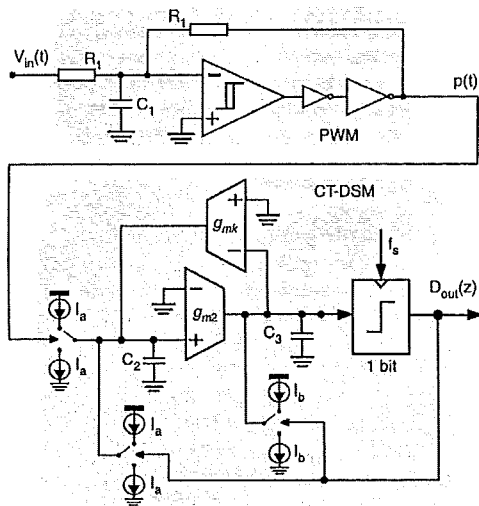 R1
Vin(t)
R1
C1
PWM
p(t)
CT-DSM
gmk
fs
Ia
gm2
Dout(z)
C2
C3
Ia
1 bit
Ib
Ia
Ib
Ia